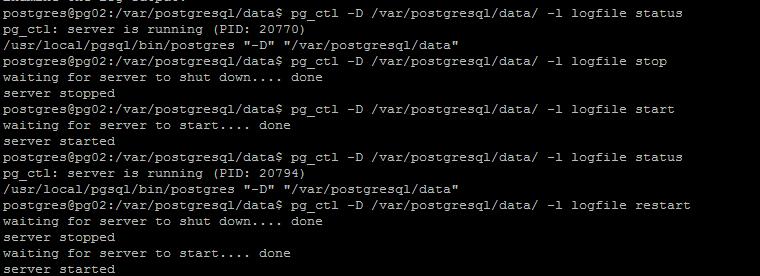 postgres@pg02:/var/postgresql/data$ pg_ctl -D /var/postgresql/data/ -l logfile status
pg_ctl: server is running (PID: 20770)
/usr/local/pgsql/bin/postgres "-D" "/var/postgresql/data"
postgres@pg02:/var/postgresql/data$ pg_ctl -D /var/postgresql/data/ -l logfile stop
waiting for server to shut down.... done
server stopped
postgres@pg02:/var/postgresql/data$ pg_ctl -D /var/postgresql/data/ -l logfile start
waiting for server to start.... done
server started
postgres@pg02:/var/postgresql/data$ pg_ctl -D /var/postgresql/data/ -l logfile status
pg_ctl: server is running (PID: 20794)
/usr/local/pgsql/bin/postgres "-D" "/var/postgresql/data"
postgres@pg02:/var/postgresql/data$ pg_ctl -D /var/postgresql/data/ -l logfile restart
waiting for server to shut down.... done
server stopped
waiting for server to start.... done
server started